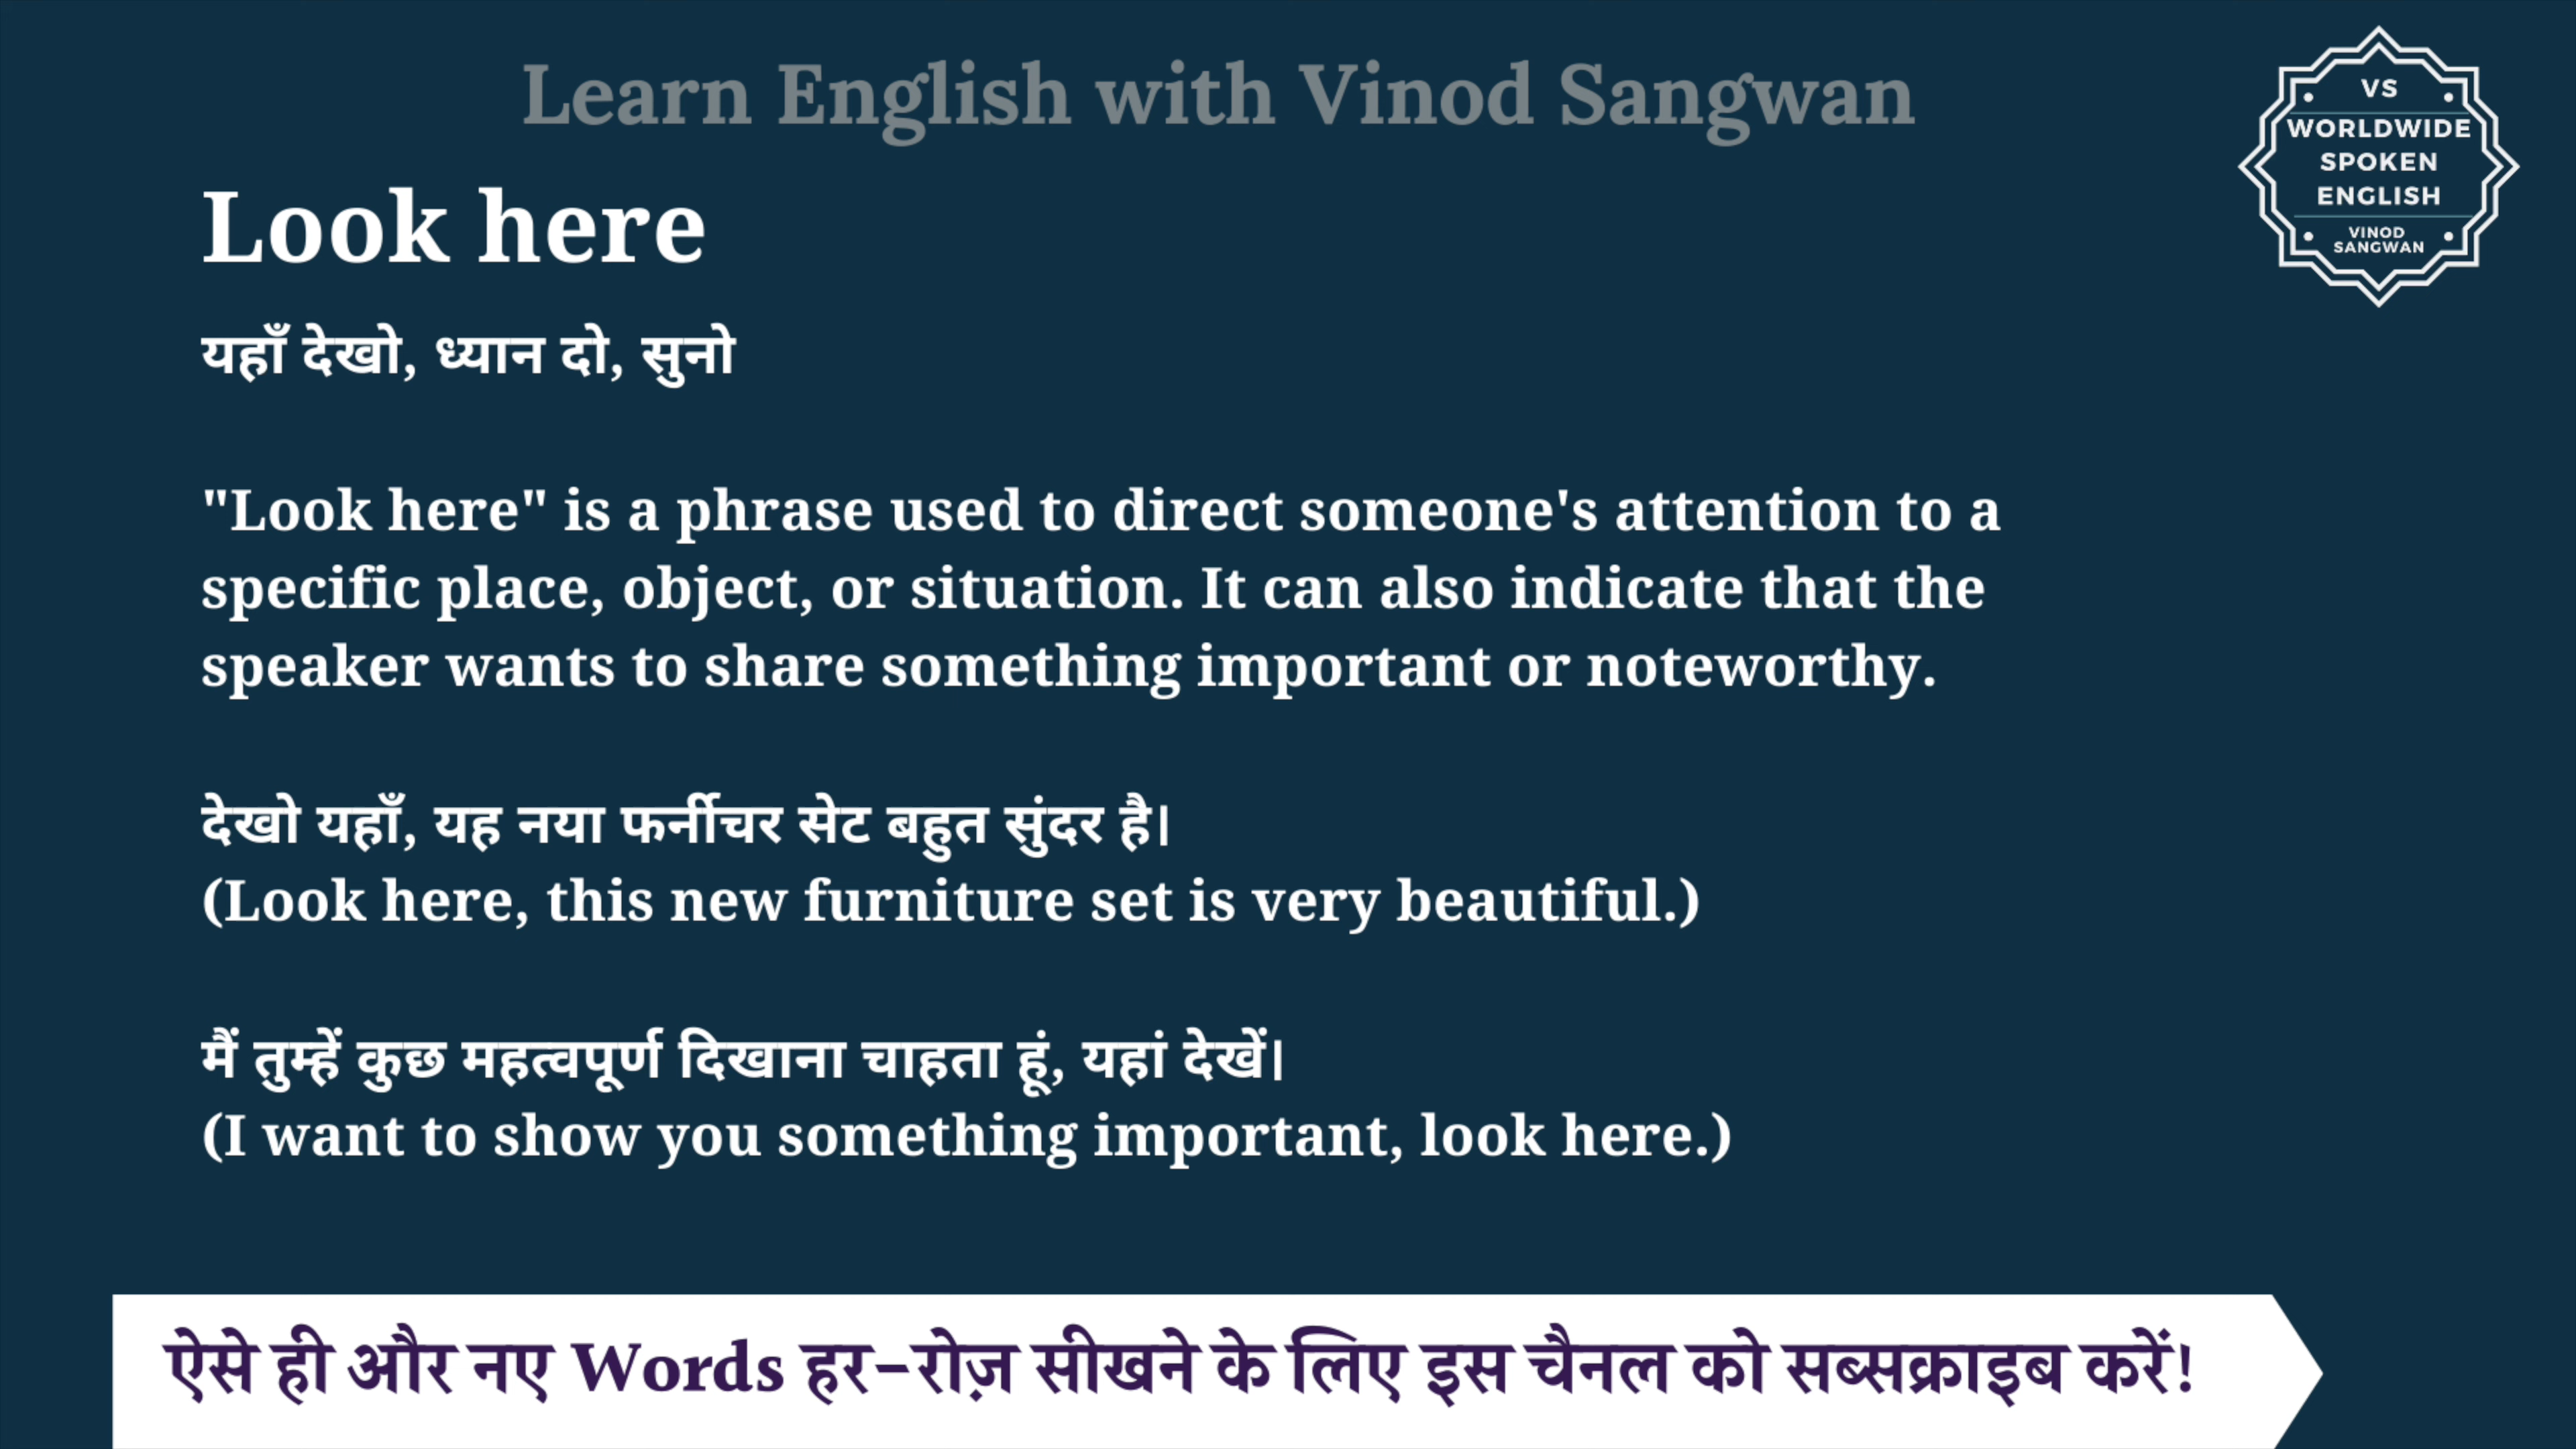 Learn English with Vinod Sangwan
VS
WORLDWIDE
SPOKEN
ENGLISH
VINOD
SANGWAN
Look here
यहाँ देखो, ध्यान दो, सुनो
"Look here" is a phrase used to direct someone's attention to a
specific place, object, or situation. It can also indicate that the
speaker wants to share something important or noteworthy.
देखो यहाँ, यह नया फर्नीचर सेट बहुत सुंदर है।
(Look here, this new furniture set is very beautiful.)
मैं तुम्हें कुछ महत्वपूर्ण दिखाना चाहता हूं, यहां देखें।
(I want to show you something important, look here.)
ऐसे ही और नए Words हर-रोज़ सीखने के लिए इस चैनल को सब्सक्राइब करें!